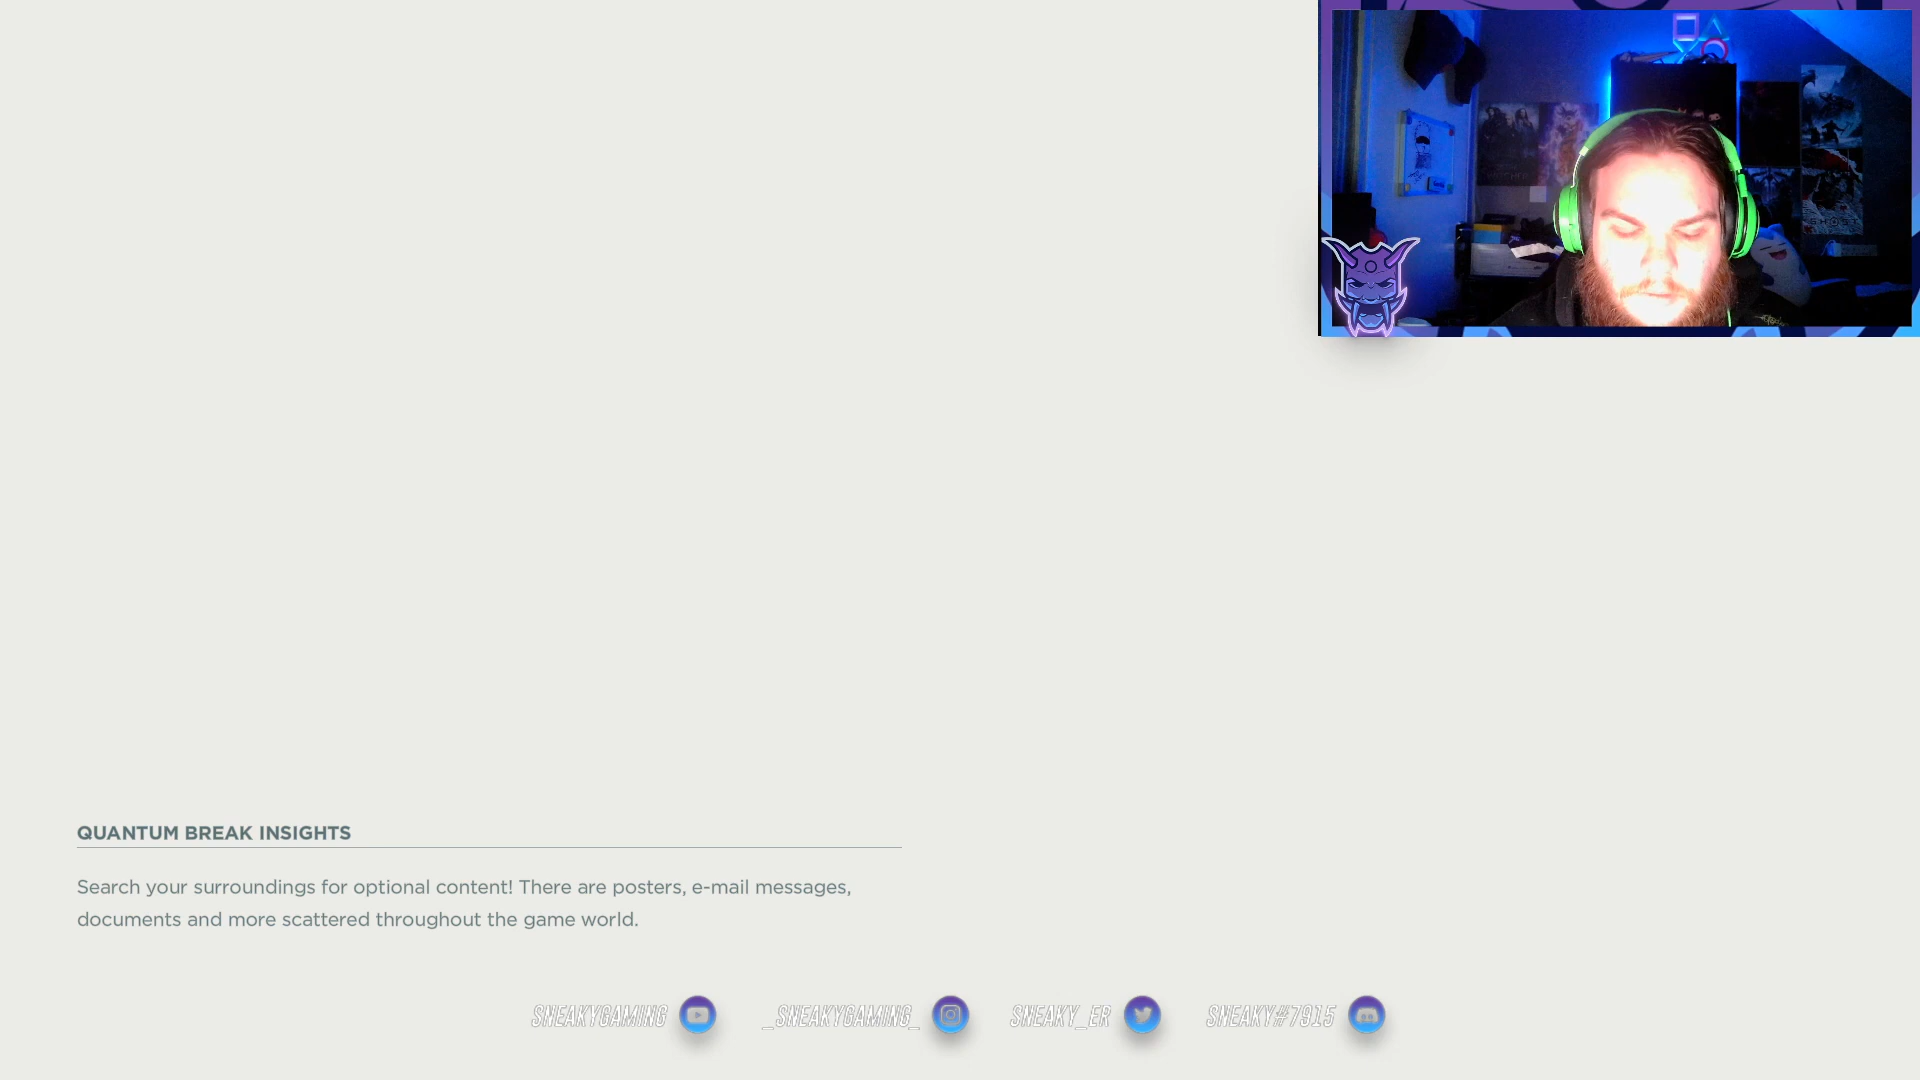 QUANTUM BREAK INSIGHTS
Search your surroundings for optional content! There are posters, e-mail messages,
documents and more scattered throughout the game world.
SNEAKYGAMING
_SNEAKYGAMING_
SNEAKY_ER
SNEAKY#7915